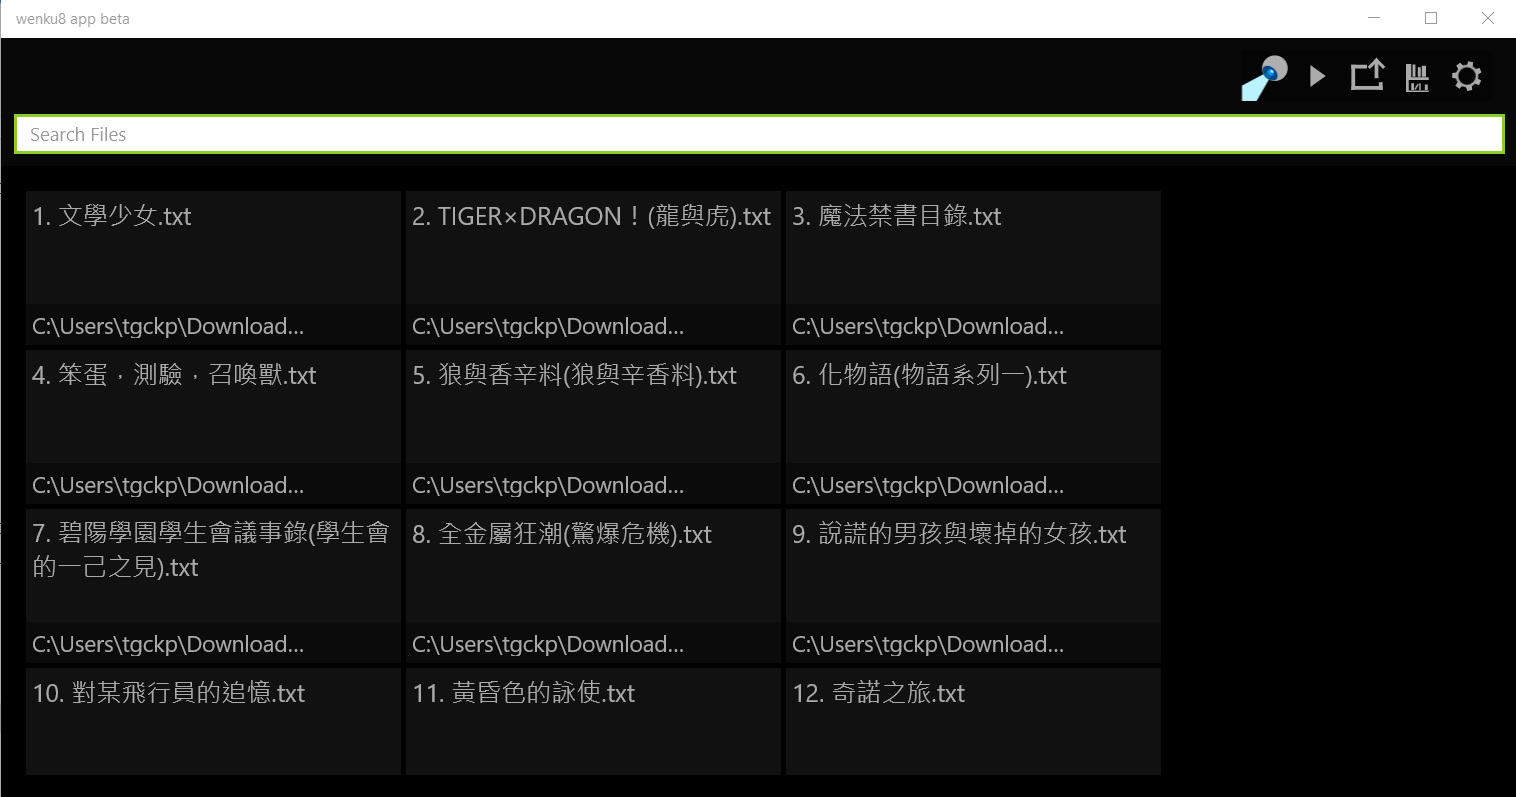 wenku8 app beta
Search Files
1. 文學少女.txt
2. TIGER×DRAGON！(龍與虎).txt
3. 魔法禁書目錄.txt
C:\Users\tgckp\Download...
C:\Users\tgckp\Download...
C:\Users\tgckp\Download...
4. 笨蛋，測驗，召喚獸.txt
5. 狼與香辛料(狼與辛香料).txt
6. 化物語(物語系列一).txt
C:\Users\tgckp\Download...
C:\Users\tgckp\Download...
C:\Users\tgckp\Download...
7. 碧陽學園學生會議事錄(學生會
的一己之見).txt
8. 全金屬狂潮(驚爆危機).txt
9. 說謊的男孩與壞掉的女孩.txt
C:\Users\tgckp\Download...
C:\Users\tgckp\Download...
C:\Users\tgckp\Download...
10. 對某飛行員的追憶.txt
11. 黃昏色的詠使.txt
12. 奇諾之旅.txt